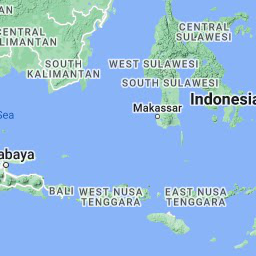 CENTRAL
SULAWESI
CENTRAL
KALIMANTAN
SOUTH
KALIMANTAN
WEST SULAWESI
SOUTH SULAWESI
Indonesia
Makassar
Sea
abaya
BALI
WEST NUSA
TENGGARA
EAST NUSA
TENGGARA